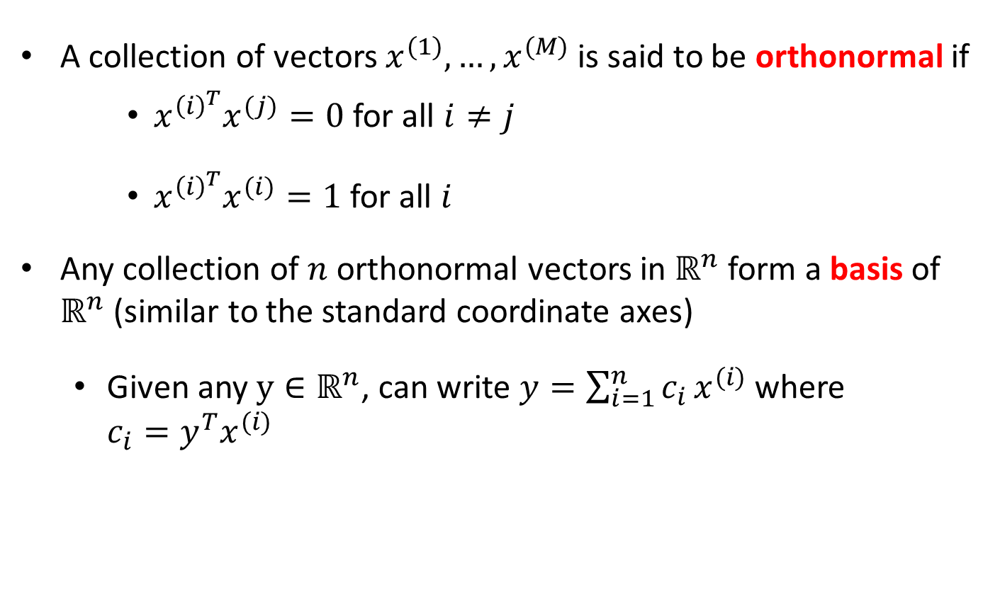 • A collection of vectors $x^{(1)}, \ldots, x^{(M)}$ is said to be orthonormal if
• $x^{(i)^T} x^{(j)} = 0$ for all $i \neq j$
• $x^{(i)^T} x^{(i)} = 1$ for all $i$
• Any collection of $n$ orthonormal vectors in $\mathbb{R}^n$ form a basis of
$\mathbb{R}^n$ (similar to the standard coordinate axes)
• Given any $\mathrm{y} \in \mathbb{R}^n$, can write $y = \sum_{i=1}^{n} c_i \, x^{(i)}$ where
$c_i = y^T x^{(i)}$